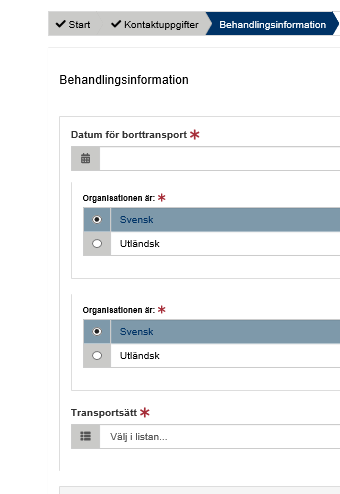 Start
Kontaktuppgifter
Behandlingsinformation
Behandlingsinformation
Datum för borttransport *
Organisationen är: *
Svensk
Utländsk
Organisationen är: *
Svensk
Utländsk
Transportsätt *
Välj i listan...